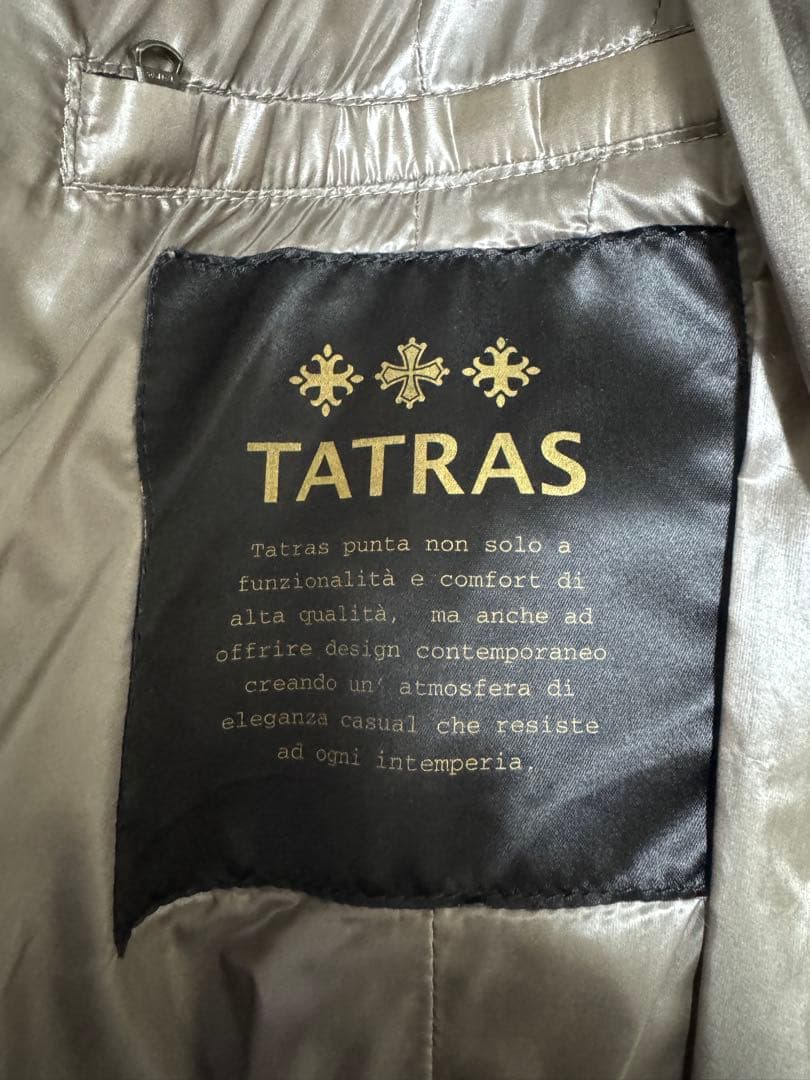 TATRAS
Tatras punta non solo a
funzionalità e comfort di
alta qualità, ma anche ad
offrire design contemporaneo
creando un' atmosfera di
eleganza casual che resiste
ad ogni intemperia.